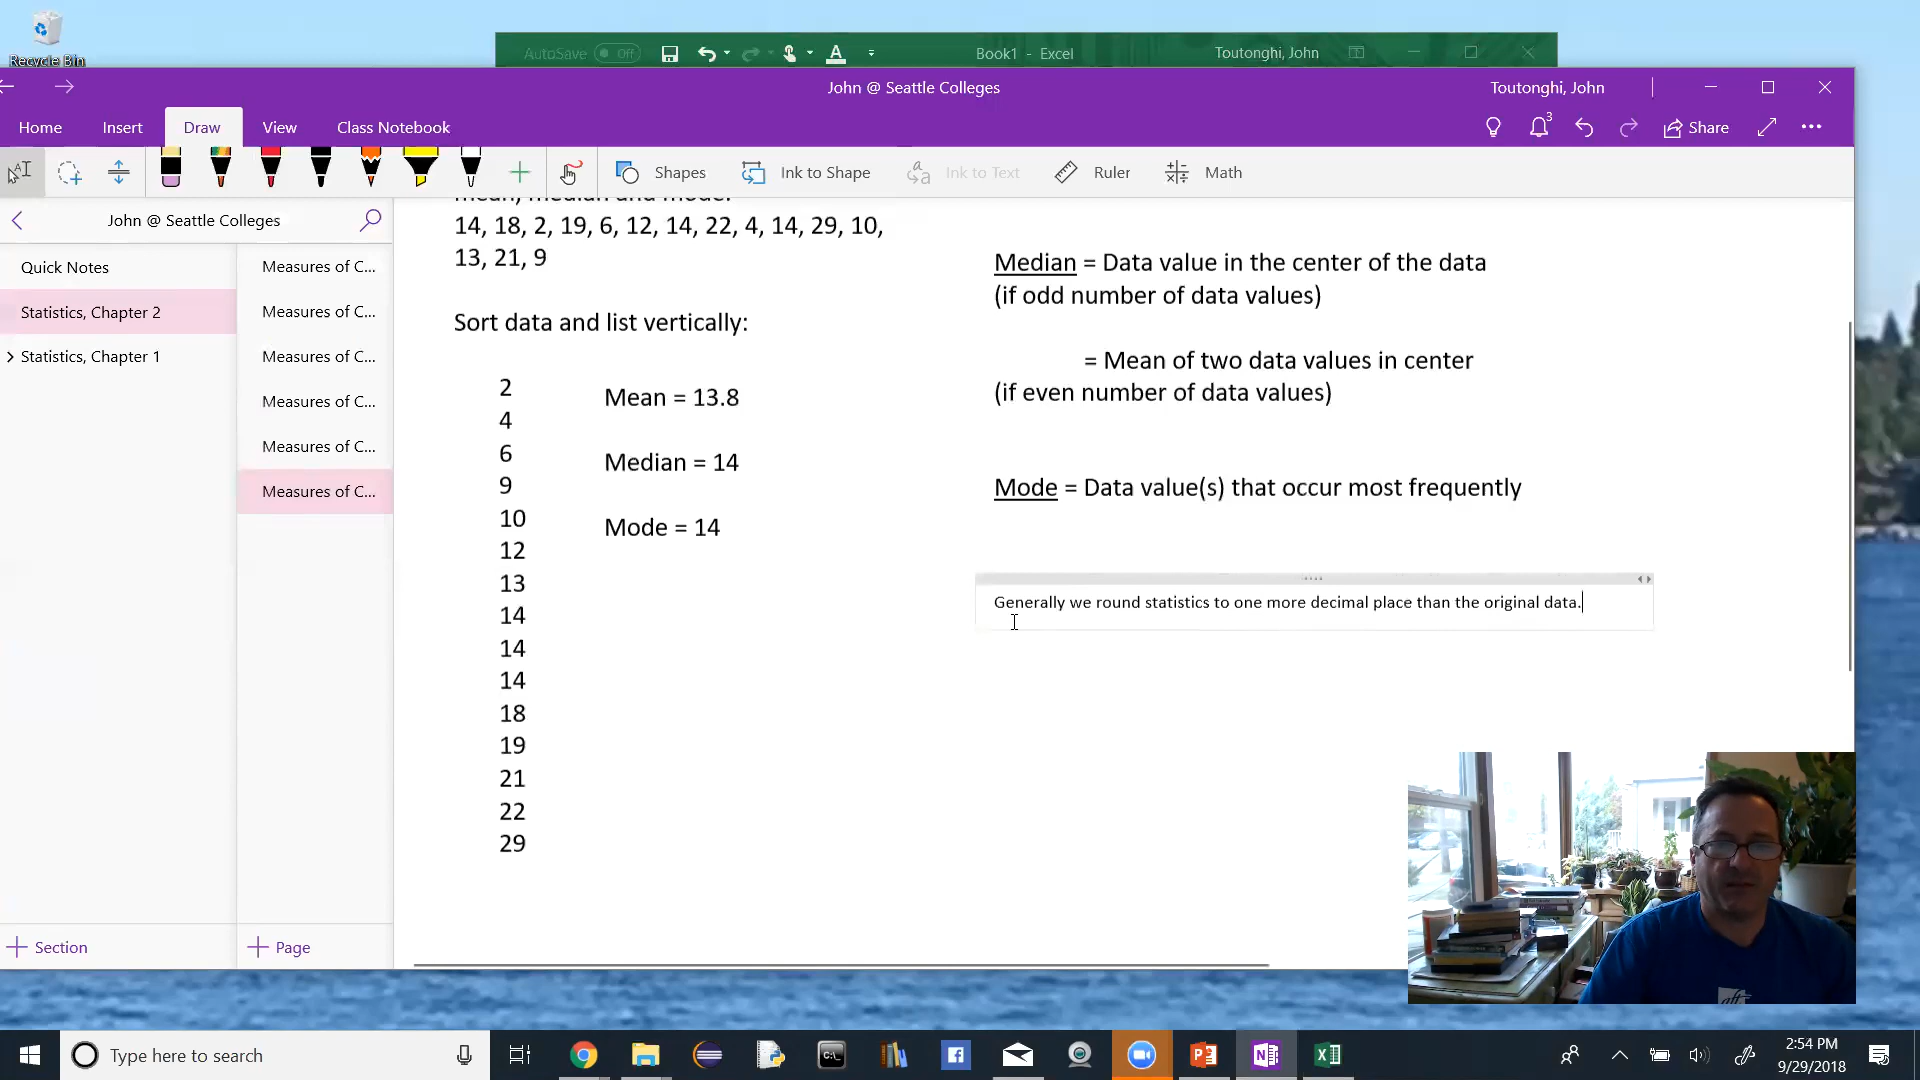 Recycle Bin
AutoSave Off
Book1 - Excel
Toutonghi, John
John @ Seattle Colleges
Toutonghi, John
Home Insert Draw View Class Notebook
3
Share
Shapes
Ink to Shape
Ink to Text
Ruler
Math
John @ Seattle Colleges
Quick Notes
Statistics, Chapter 2
Statistics, Chapter 1
Measures of C...
Measures of C...
Measures of C...
Measures of C...
Measures of C...
Measures of C...
Section
Page
mean, median and mode:
14, 18, 2, 19, 6, 12, 14, 22, 4, 14, 29, 10,
13, 21, 9
Sort data and list vertically:
2
4
6
9
10
12
13
14
14
14
18
19
21
22
29
Mean = 13.8
Median = 14
Mode = 14
Median = Data value in the center of the data
(if odd number of data values)
= Mean of two data values in center
(if even number of data values)
Mode = Data value(s) that occur most frequently
Generally we round statistics to one more decimal place than the original data.
aft
Type here to search
2:54 PM
9/29/2018